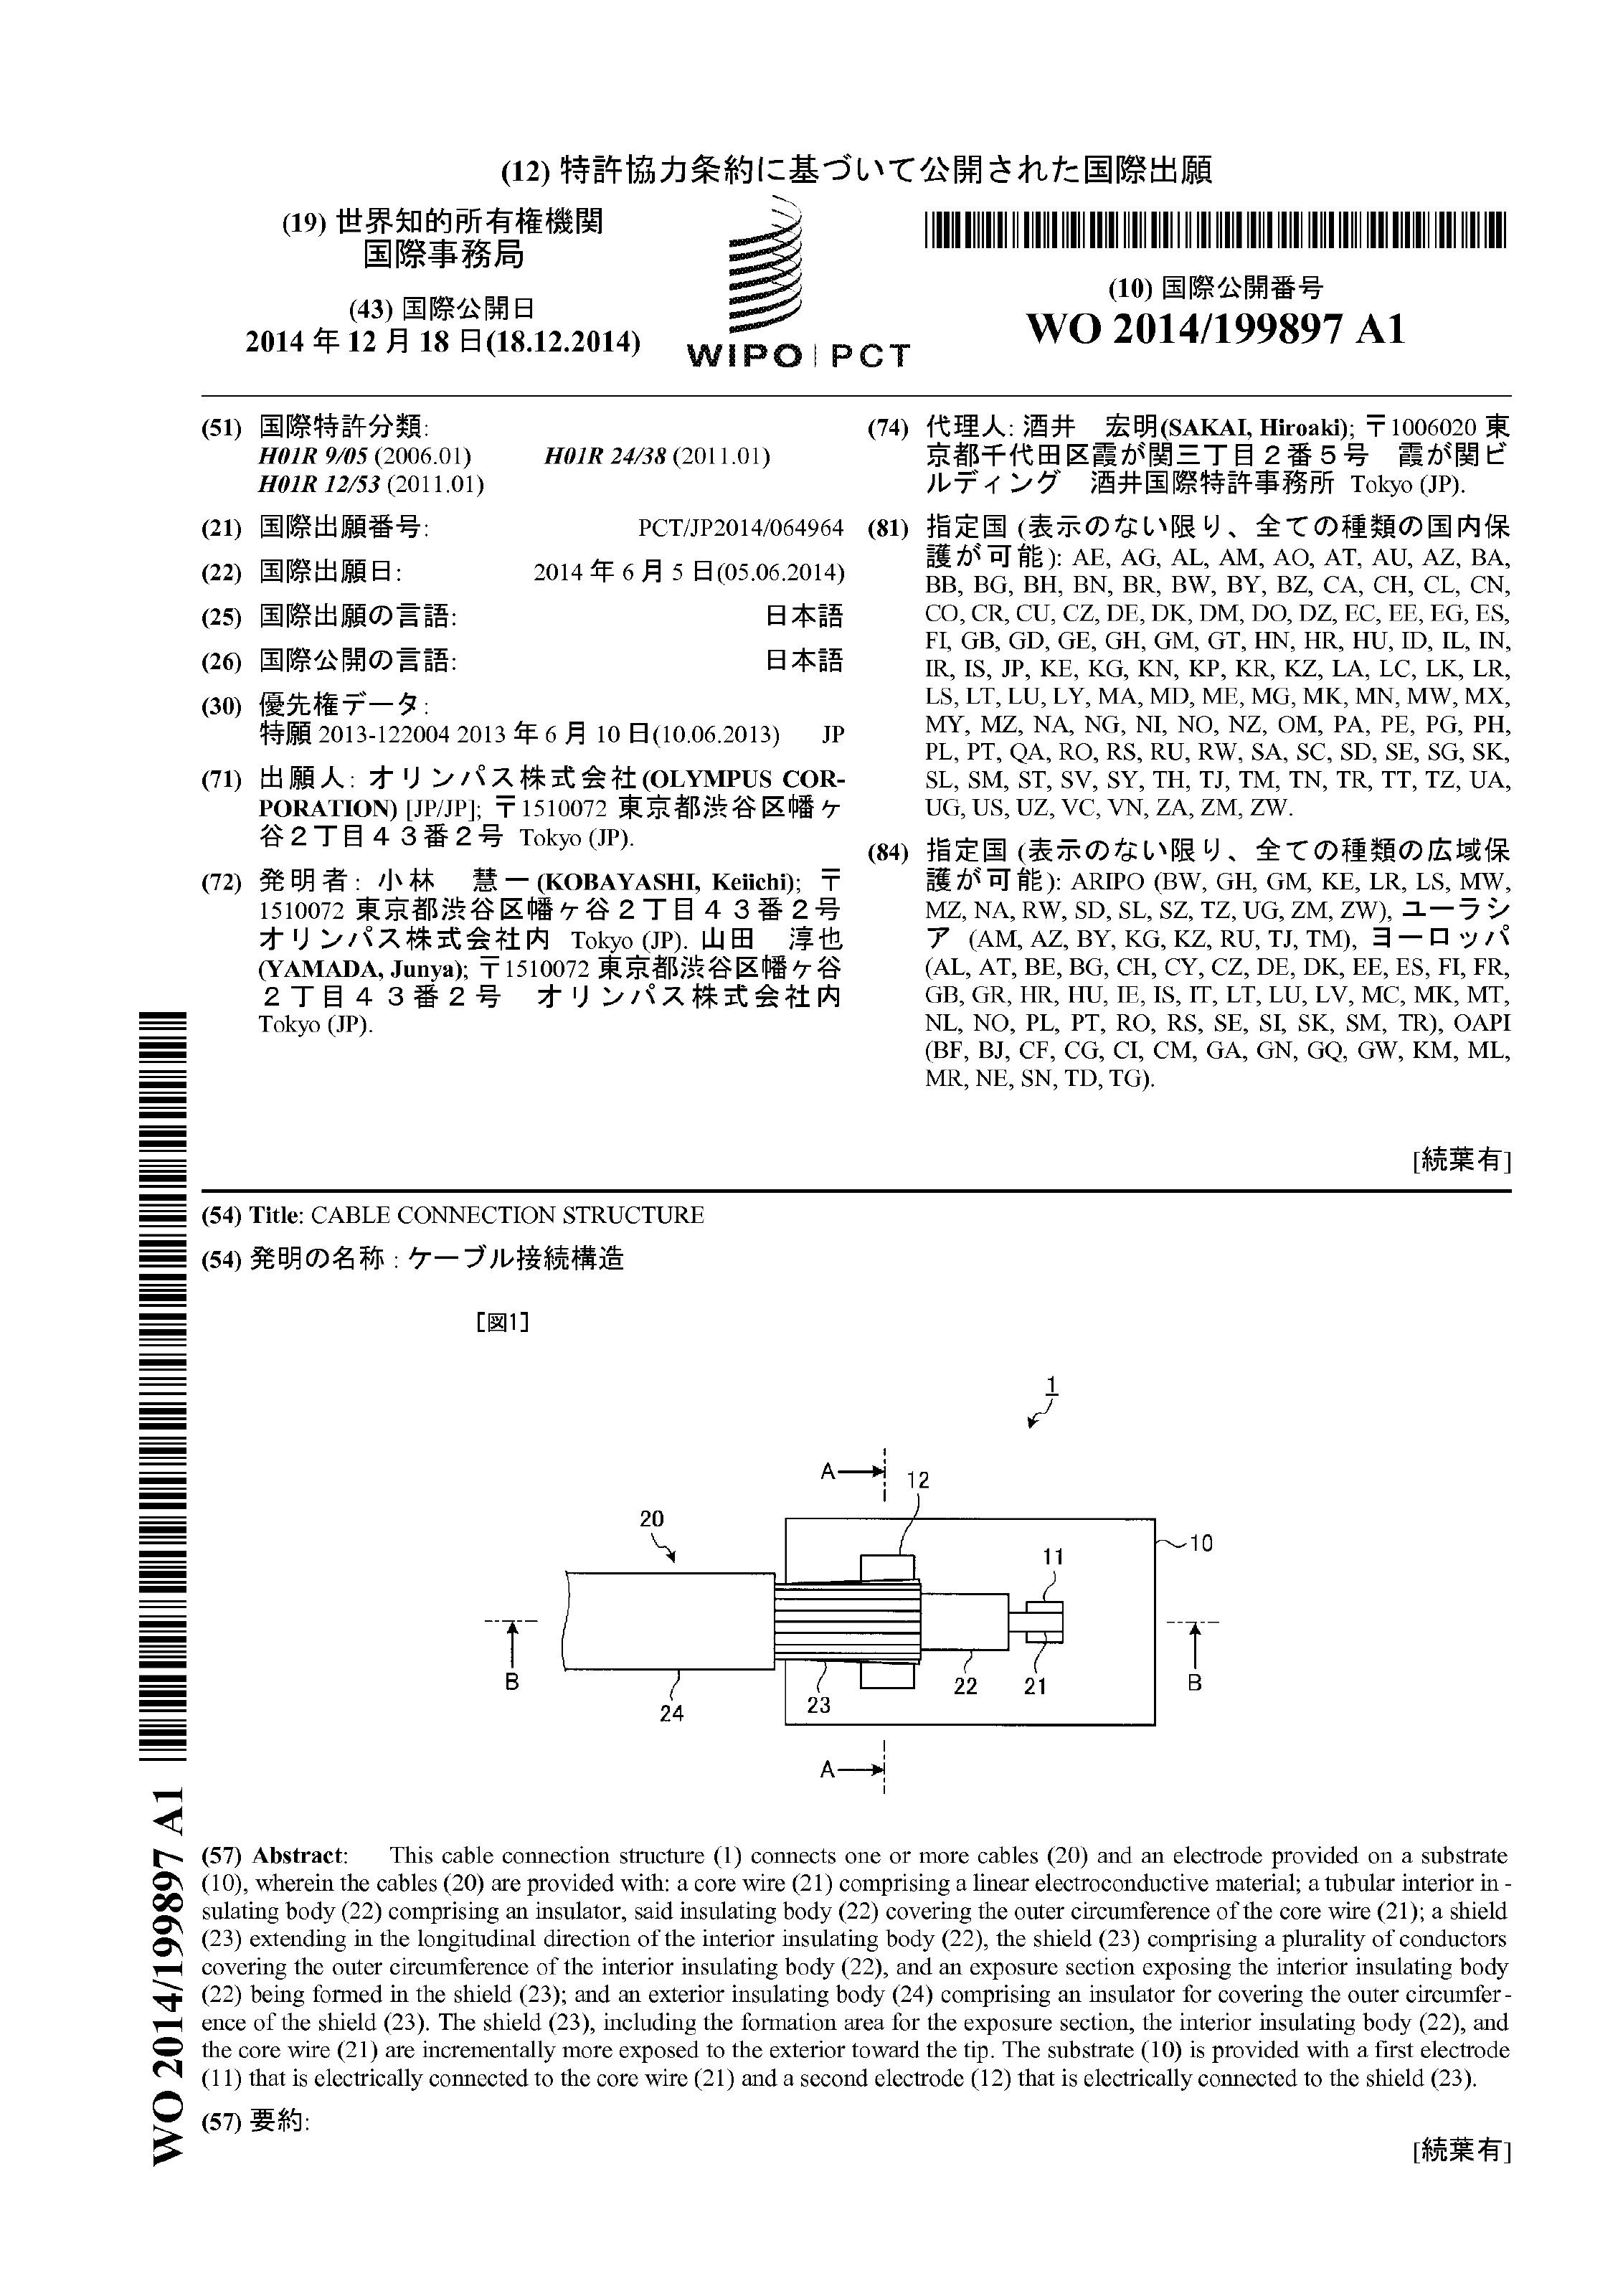 (12) 特許協力条約に基づいて公開された国際出願
(19) 世界知的所有権機関
国際事務局
(43) 国際公開日
2014 年 12 月 18 日(18.12.2014)
WIPO | PCT
(10) 国際公開番号
WO 2014/199897 A1
(51) 国際特許分類:
H01R 9/05 (2006.01) H01R 24/38 (2011.01)
H01R 12/53 (2011.01)
(21) 国際出願番号: PCT/JP2014/064964
(22) 国際出願日: 2014 年 6 月 5 日(05.06.2014)
(25) 国際出願の言語: 日本語
(26) 国際公開の言語: 日本語
(30) 優先権データ:
特願 2013-122004 2013 年 6 月 10 日(10.06.2013) JP
(71) 出願人: オリンパス株式会社(OLYMPUS COR-
PORATION) [JP/JP]; 〒1510072 東京都渋谷区幡ヶ
谷2丁目43番2号 Tokyo (JP).
(72) 発明者: 小林 慧一(KOBAYASHI, Keiichi); 〒
1510072 東京都渋谷区幡ヶ谷2丁目43番2号
オリンパス株式会社内 Tokyo (JP). 山田 淳也
(YAMADA, Junya); 〒1510072 東京都渋谷区幡ヶ谷
2丁目43番2号 オリンパス株式会社内
Tokyo (JP).
(74) 代理人: 酒井 宏明(SAKAI, Hiroaki); 〒1006020 東
京都千代田区霞が関三丁目2番5号 霞が関ビ
ルディング 酒井国際特許事務所 Tokyo (JP).
(81) 指定国 (表示のない限り、全ての種類の国内保
護が可能): AE, AG, AL, AM, AO, AT, AU, AZ, BA,
BB, BG, BH, BN, BR, BW, BY, BZ, CA, CH, CL, CN,
CO, CR, CU, CZ, DE, DK, DM, DO, DZ, EC, EE, EG, ES,
FI, GB, GD, GE, GH, GM, GT, HN, HR, HU, ID, IL, IN,
IR, IS, JP, KE, KG, KN, KP, KR, KZ, LA, LC, LK, LR,
LS, LT, LU, LY, MA, MD, ME, MG, MK, MN, MW, MX,
MY, MZ, NA, NG, NI, NO, NZ, OM, PA, PE, PG, PH,
PL, PT, QA, RO, RS, RU, RW, SA, SC, SD, SE, SG, SK,
SL, SM, ST, SV, SY, TH, TJ, TM, TN, TR, TT, TZ, UA,
UG, US, UZ, VC, VN, ZA, ZM, ZW.
(84) 指定国 (表示のない限り、全ての種類の広域保
護が可能): ARIPO (BW, GH, GM, KE, LR, LS, MW,
MZ, NA, RW, SD, SL, SZ, TZ, UG, ZM, ZW), ユーラシ
ア (AM, AZ, BY, KG, KZ, RU, TJ, TM), ヨーロッパ
(AL, AT, BE, BG, CH, CY, CZ, DE, DK, EE, ES, FI, FR,
GB, GR, HR, HU, IE, IS, IT, LT, LU, LV, MC, MK, MT,
NL, NO, PL, PT, RO, RS, SE, SI, SK, SM, TR), OAPI
(BF, BJ, CF, CG, CI, CM, GA, GN, GQ, GW, KM, ML,
MR, NE, SN, TD, TG).
[続葉有]
(54) Title: CABLE CONNECTION STRUCTURE
(54) 発明の名称 : ケーブル接続構造
[図1]
1
A
12
20
10
11
B
B
23
22
21
24
A
(57) Abstract: This cable connection structure (1) connects one or more cables (20) and an electrode provided on a substrate
(10), wherein the cables (20) are provided with: a core wire (21) comprising a linear electroconductive material; a tubular interior in-
sulating body (22) comprising an insulator, said insulating body (22) covering the outer circumference of the core wire (21); a shield
(23) extending in the longitudinal direction of the interior insulating body (22), the shield (23) comprising a plurality of conductors
covering the outer circumference of the interior insulating body (22), and an exposure section exposing the interior insulating body
(22) being formed in the shield (23); and an exterior insulating body (24) comprising an insulator for covering the outer circumfer-
ence of the shield (23). The shield (23), including the formation area for the exposure section, the interior insulating body (22), and
the core wire (21) are incrementally more exposed to the exterior toward the tip. The substrate (10) is provided with a first electrode
(11) that is electrically connected to the core wire (21) and a second electrode (12) that is electrically connected to the shield (23).
(57) 要約:
[続葉有]
WO 2014/199897 A1